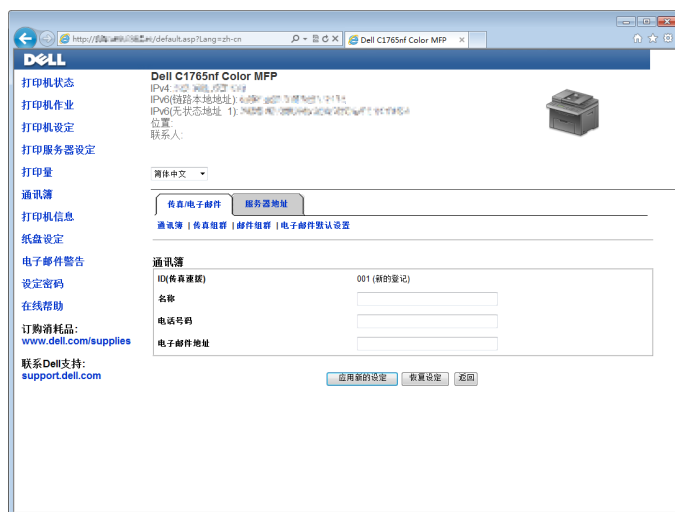 http:// /default.asp?Lang=zh-cn
Dell C1765nf Color MFP
DELL
打印机状态
打印机作业
打印机设定
打印服务器设定
打印量
通讯簿
打印机信息
纸盘设定
电子邮件警告
设定密码
在线帮助
订购消耗品:
www.dell.com/supplies
联系Dell支持:
support.dell.com
Dell C1765nf Color MFP
IPv4:
IPv6(链路本地地址):
IPv6(无状态地址 1):
位置:
联系人:
简体中文
传真/电子邮件 服务器地址
通讯簿 | 传真组群 | 邮件组群 | 电子邮件默认设置
通讯簿
ID(传真速拨) 001 (新的登记)
名称
电话号码
电子邮件地址
应用新的设定 恢复设定 返回